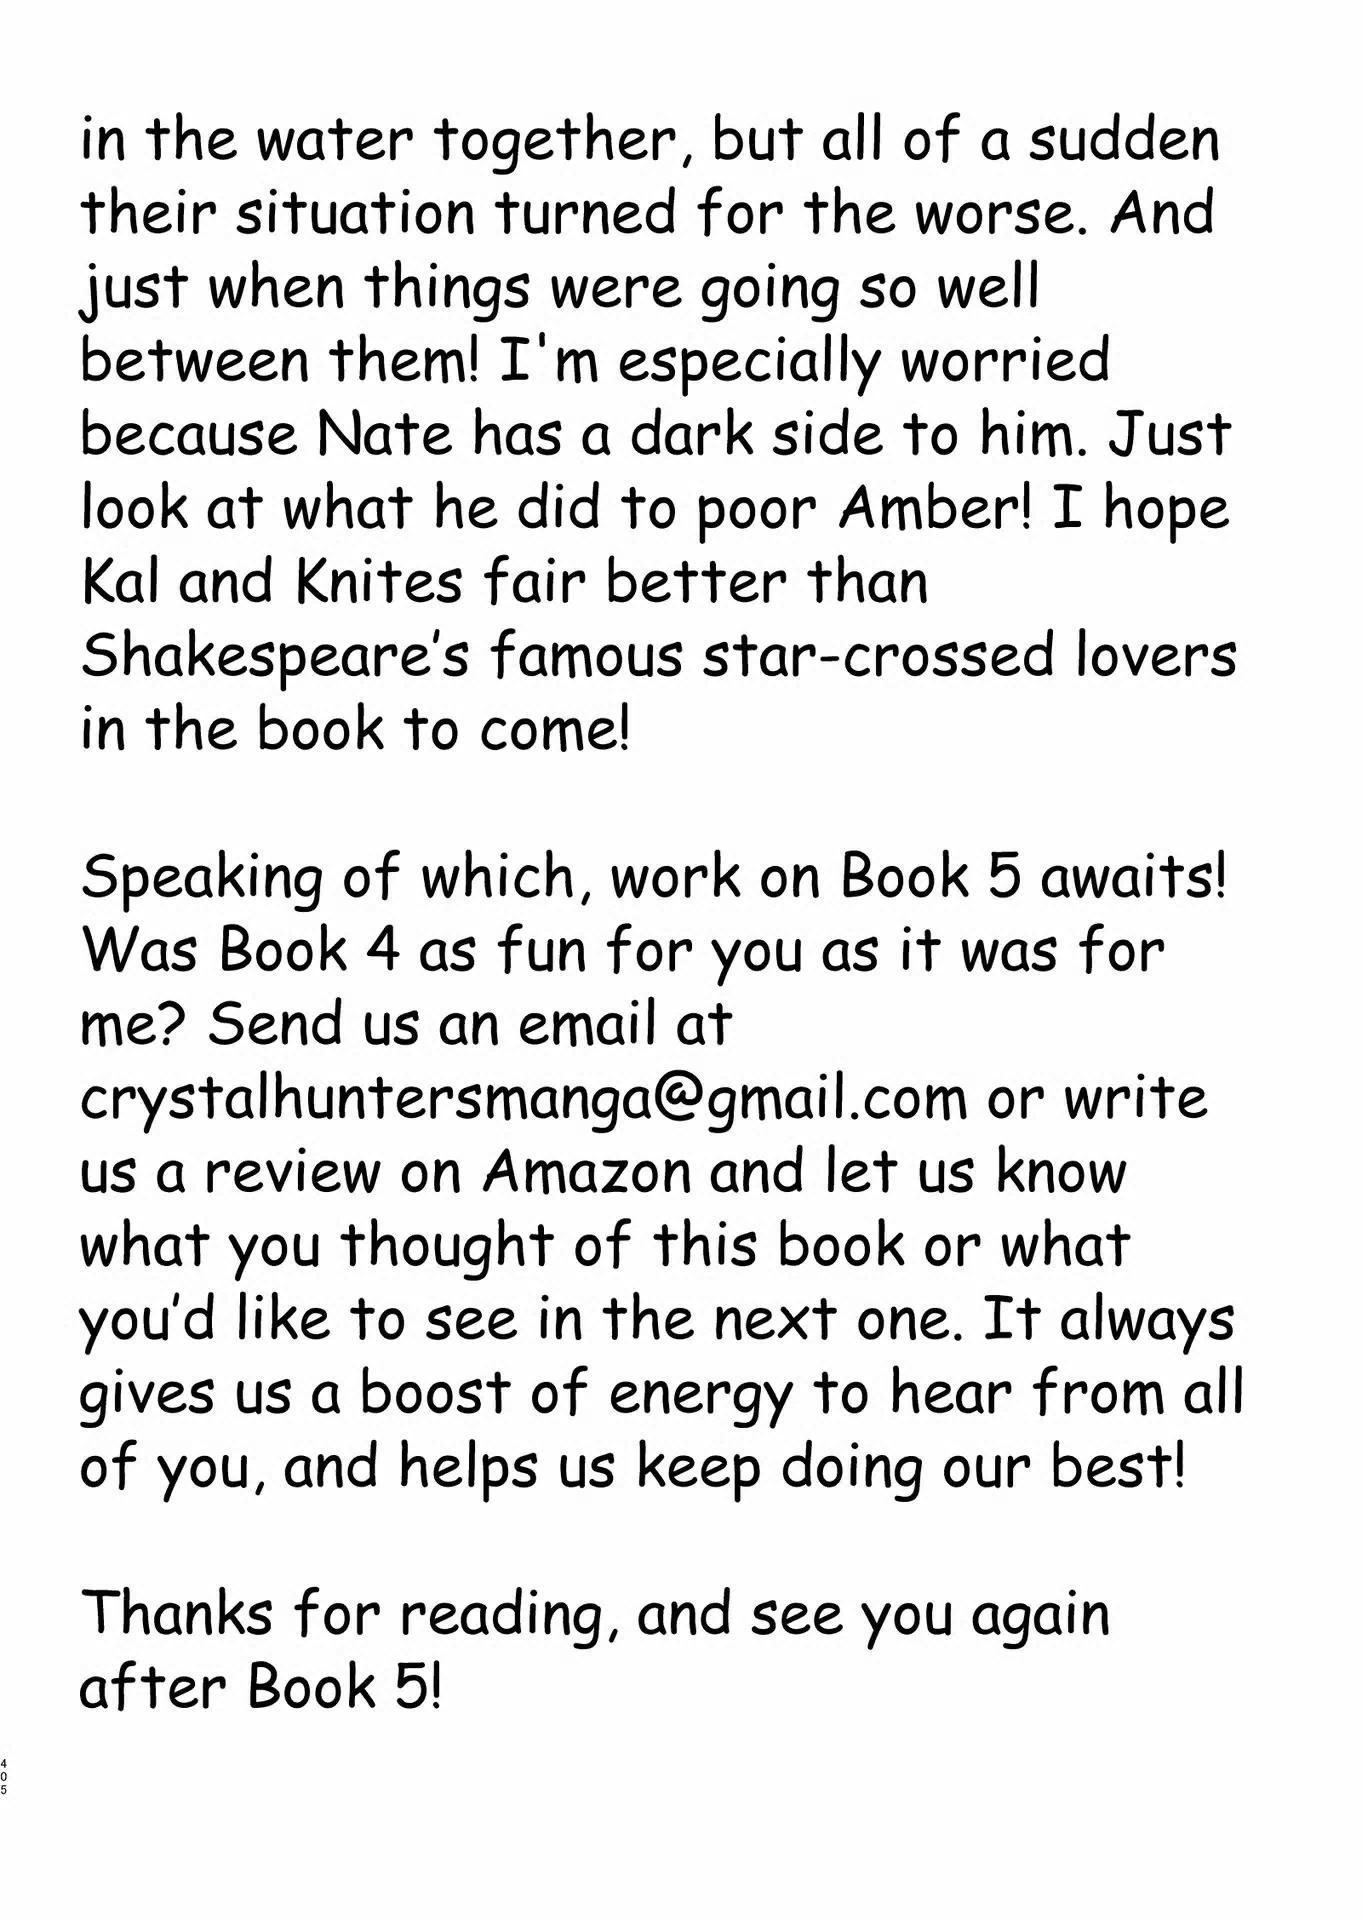 in the water together, but all of a sudden
their situation turned for the worse. And
just when things were going so well
between them! I'm especially worried
because Nate has a dark side to him. Just
look at what he did to poor Amber! I hope
Kal and Knites fair better than
Shakespeare’s famous star-crossed lovers
in the book to come!
Speaking of which, work on Book 5 awaits!
Was Book 4 as fun for you as it was for
me? Send us an email at
crystalhuntersmanga@gmail.com or write
us a review on Amazon and let us know
what you thought of this book or what
you’d like to see in the next one. It always
gives us a boost of energy to hear from all
of you, and helps us keep doing our best!
Thanks for reading, and see you again
after Book 5!
405